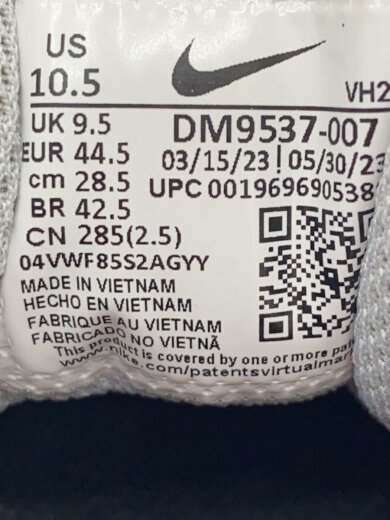 US
10.5
VH2
UK 9.5
DM9537-007
EUR 44.5
03/15/23 | 05/30/23
cm 28.5
UPC 0019696905389
BR 42.5
CN 285(2.5)
04VWF85S2AGYY
MADE IN VIETNAM
HECHO EN VIETNAM
FABRIQUE AU VIETNAM
FABRICADO NO VIETNÃ
This product is covered by one or more
www.nike.com/patentsvirtualmar